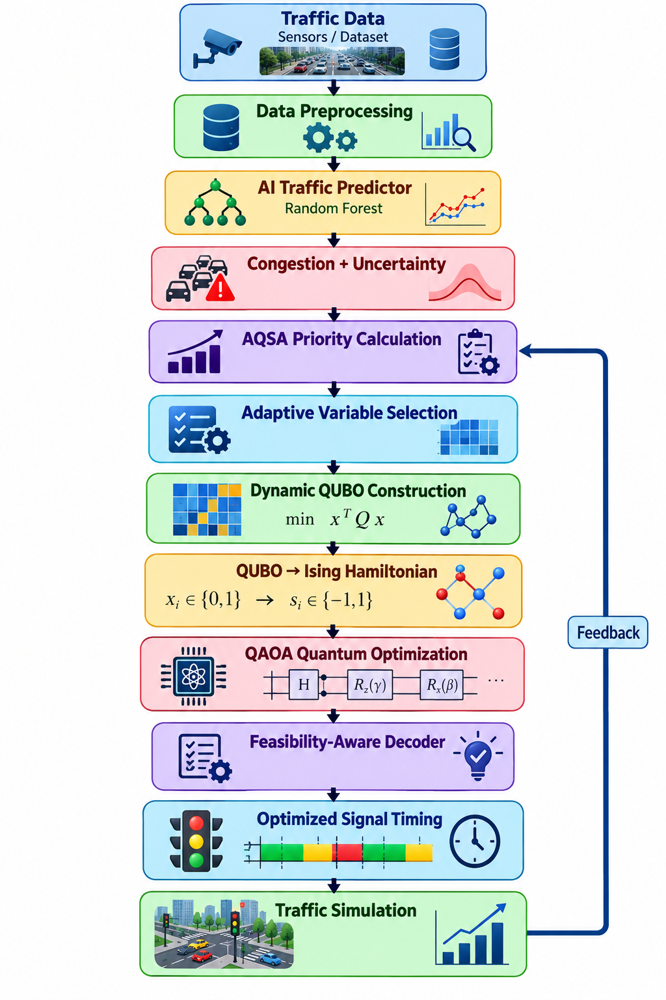 Traffic Data
Sensors / Dataset
Data Preprocessing
AI Traffic Predictor
Random Forest
Congestion + Uncertainty
AQSA Priority Calculation
Adaptive Variable Selection
Dynamic QUBO Construction
min x^T Q x
QUBO → Ising Hamiltonian
x_i ∈ {0,1} → s_i ∈ {−1,1}
QAOA Quantum Optimization
H R_z(γ) R_x(β) ···
Feasibility-Aware Decoder
Optimized Signal Timing
Traffic Simulation
Feedback